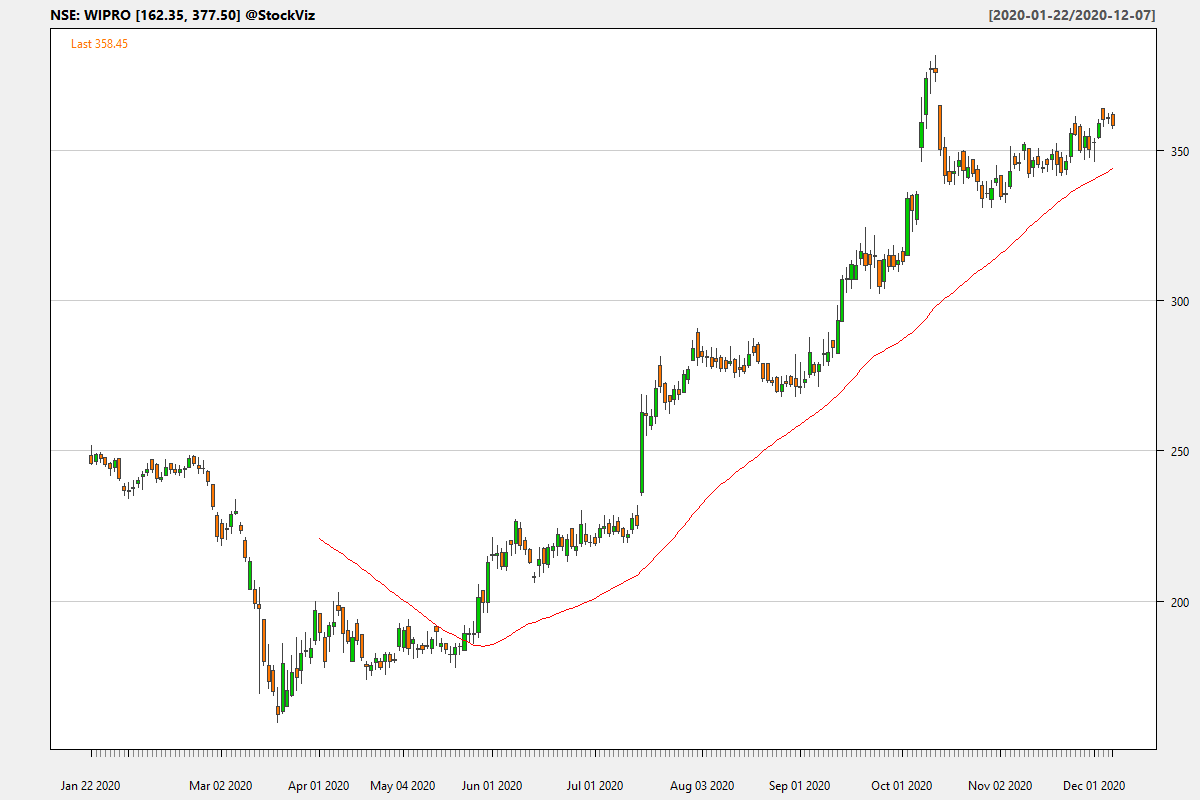 NSE: WIPRO [162.35, 377.50] @StockViz [2020-01-22/2020-12-07]
Last 358.45
350
300
250
200
Jan 22 2020 Mar 02 2020 Apr 01 2020 May 04 2020 Jun 01 2020 Jul 01 2020 Aug 03 2020 Sep 01 2020 Oct 01 2020 Nov 02 2020 Dec 01 2020